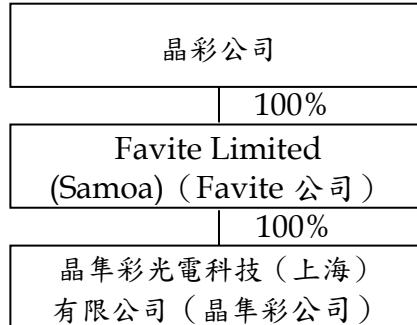 晶彩公司
100%
Favite Limited
(Samoa)（Favite 公司）
100%
晶隼彩光電科技（上海）
有限公司（晶隼彩公司）